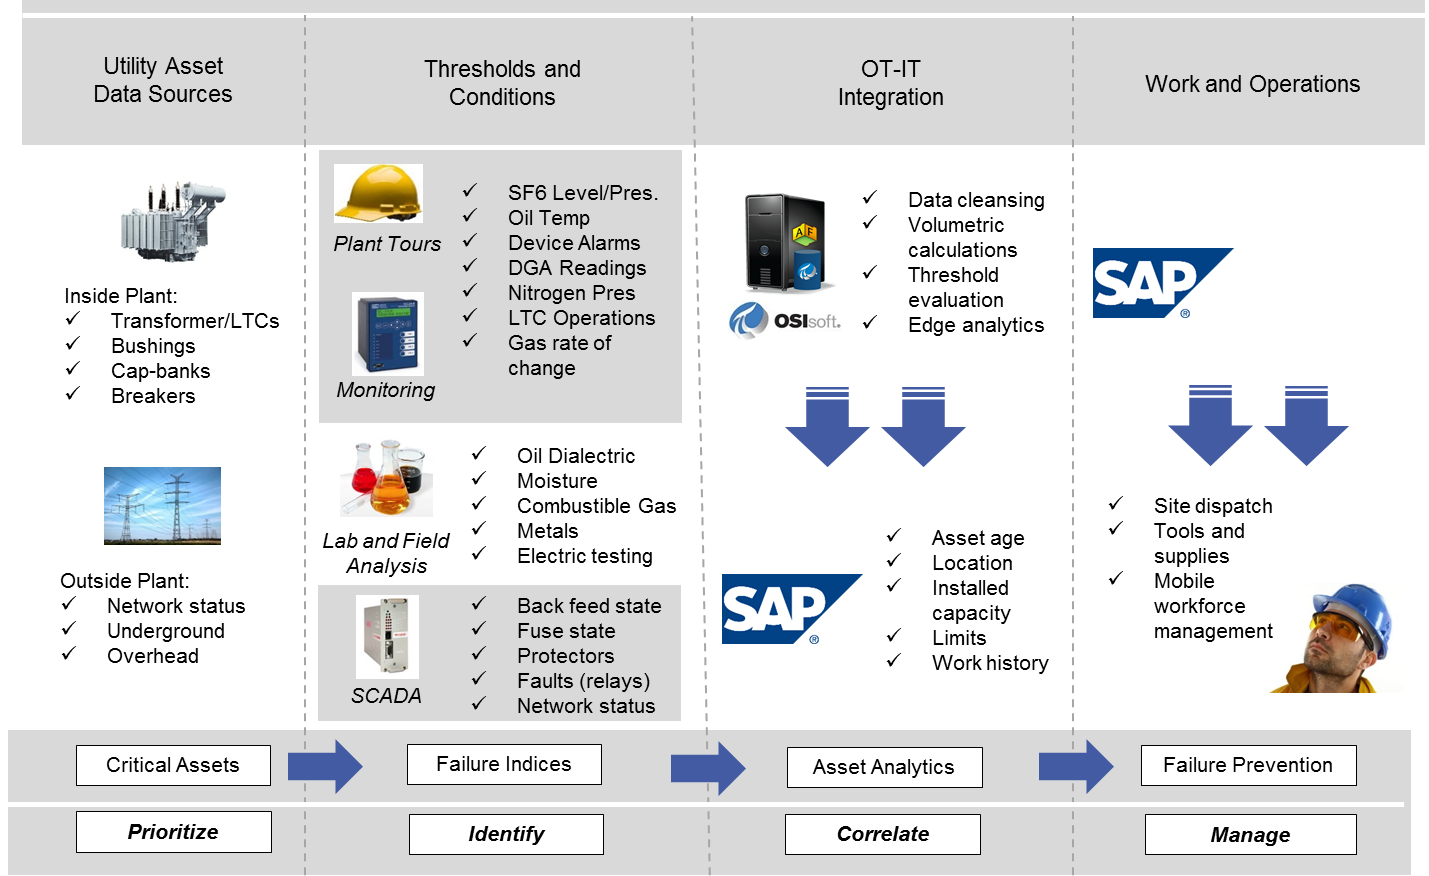 Utility Asset
Data Sources
Thresholds and
Conditions
OT-IT
Integration
Work and Operations
Inside Plant:
✓ Transformer/LTCs
✓ Bushings
✓ Cap-banks
✓ Breakers
Outside Plant:
✓ Network status
✓ Underground
✓ Overhead
Plant Tours
Monitoring
✓ SF6 Level/Pres.
✓ Oil Temp
✓ Device Alarms
✓ DGA Readings
✓ Nitrogen Pres
✓ LTC Operations
✓ Gas rate of
change
Lab and Field
Analysis
✓ Oil Dialectric
✓ Moisture
✓ Combustible Gas
✓ Metals
✓ Electric testing
SCADA
✓ Back feed state
✓ Fuse state
✓ Protectors
✓ Faults (relays)
✓ Network status
AF
OSIsoft.
✓ Data cleansing
✓ Volumetric
calculations
✓ Threshold
evaluation
✓ Edge analytics
SAP®
✓ Asset age
✓ Location
✓ Installed
capacity
✓ Limits
✓ Work history
SAP®
✓ Site dispatch
✓ Tools and
supplies
✓ Mobile
workforce
management
Critical Assets
Failure Indices
Asset Analytics
Failure Prevention
Prioritize
Identify
Correlate
Manage